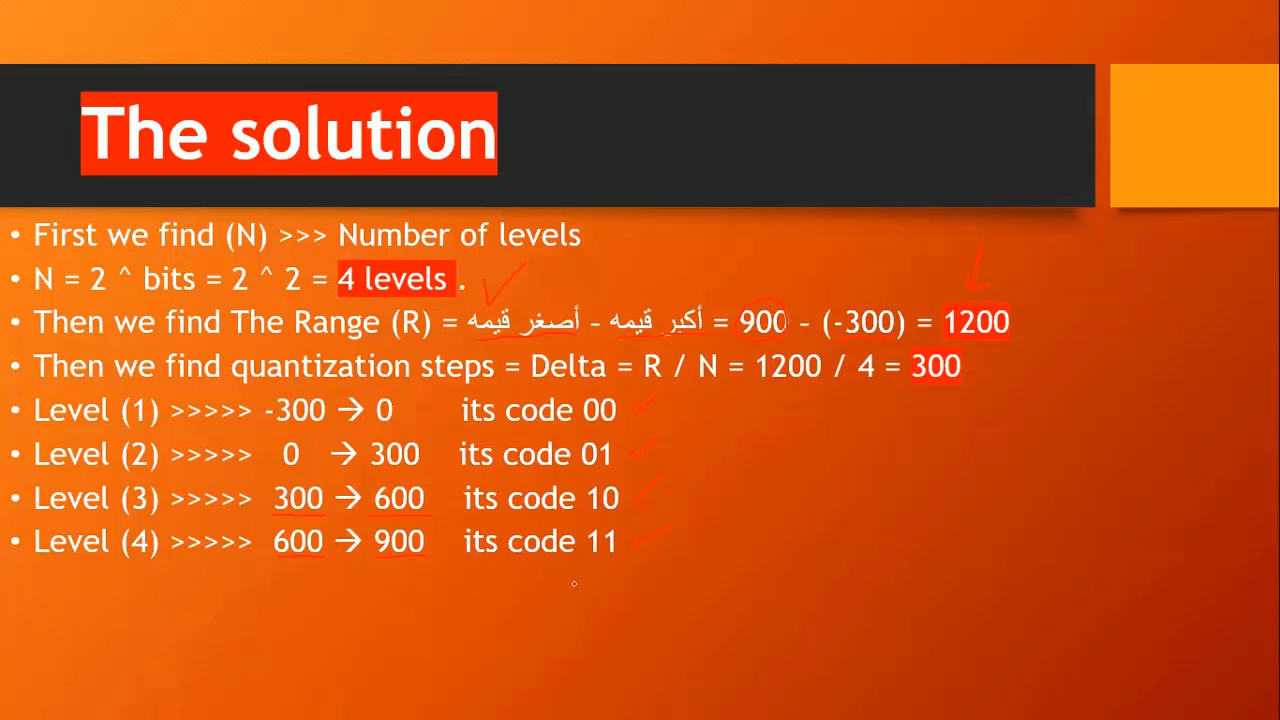 The solution
• First we find (N) >>> Number of levels
• N = 2 ^ bits = 2 ^ 2 = 4 levels .
• Then we find The Range (R) = أكبر قيمه - أصغر قيمه = 900 - (-300) = 1200
• Then we find quantization steps = Delta = R / N = 1200 / 4 = 300
• Level (1) >>>>> -300 → 0 its code 00
• Level (2) >>>>> 0 → 300 its code 01
• Level (3) >>>>> 300 → 600 its code 10
• Level (4) >>>>> 600 → 900 its code 11